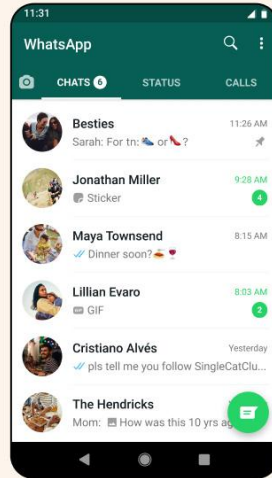 11:31
WhatsApp
CHATS 6 STATUS CALLS
Besties 11:26 AM
Sarah: For tn: 👟 or 👠?
Jonathan Miller 9:28 AM
Sticker 4
Maya Townsend 8:15 AM
Dinner soon? 🍝 🍷
Lillian Evaro 8:03 AM
GIF GIF 2
Cristiano Alvés Yesterday
pls tell me you follow SingleCatClu...
The Hendricks
Mom: How was this 10 yrs